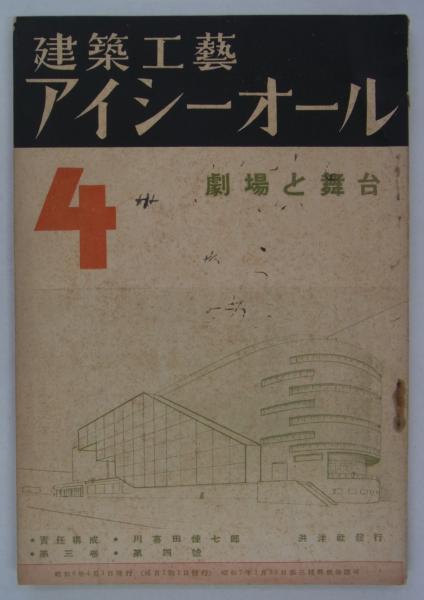 建築工藝
アイシーオール
4
劇場と舞台
責任構成・川喜田煉七郎 洪洋社發行
第三卷・第四號